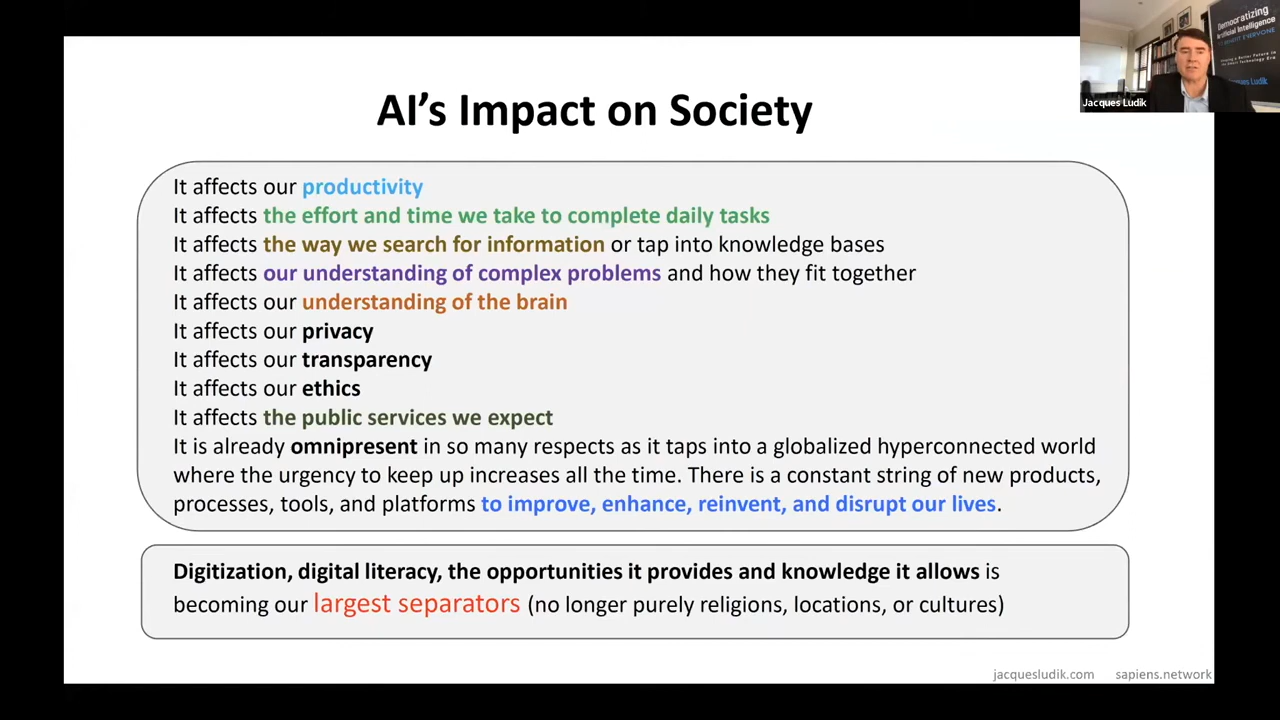 AI's Impact on Society
It affects our productivity
It affects the effort and time we take to complete daily tasks
It affects the way we search for information or tap into knowledge bases
It affects our understanding of complex problems and how they fit together
It affects our understanding of the brain
It affects our privacy
It affects our transparency
It affects our ethics
It affects the public services we expect
It is already omnipresent in so many respects as it taps into a globalized hyperconnected world
where the urgency to keep up increases all the time. There is a constant string of new products,
processes, tools, and platforms to improve, enhance, reinvent, and disrupt our lives.
Digitization, digital literacy, the opportunities it provides and knowledge it allows is
becoming our largest separators (no longer purely religions, locations, or cultures)
jacquesludik.com sapiens.network
Democratizing
Artificial Intelligence
Jacques Ludik